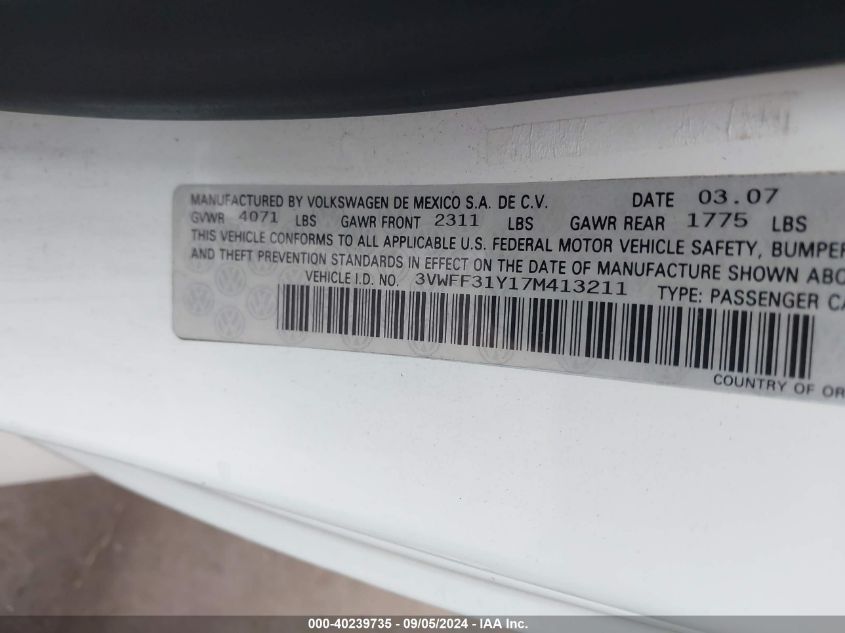 MANUFACTURED BY VOLKSWAGEN DE MEXICO S.A. DE C.V. DATE 03.07
GVWR 4071 LBS GAWR FRONT 2311 LBS GAWR REAR 1775 LBS
THIS VEHICLE CONFORMS TO ALL APPLICABLE U.S. FEDERAL MOTOR VEHICLE SAFETY, BUMPER
AND THEFT PREVENTION STANDARDS IN EFFECT ON THE DATE OF MANUFACTURE SHOWN ABO
VEHICLE I.D. NO. 3VWFF31Y17M413211 TYPE: PASSENGER CA
COUNTRY OF OR
000-40239735 - 09/05/2024 - IAA Inc.